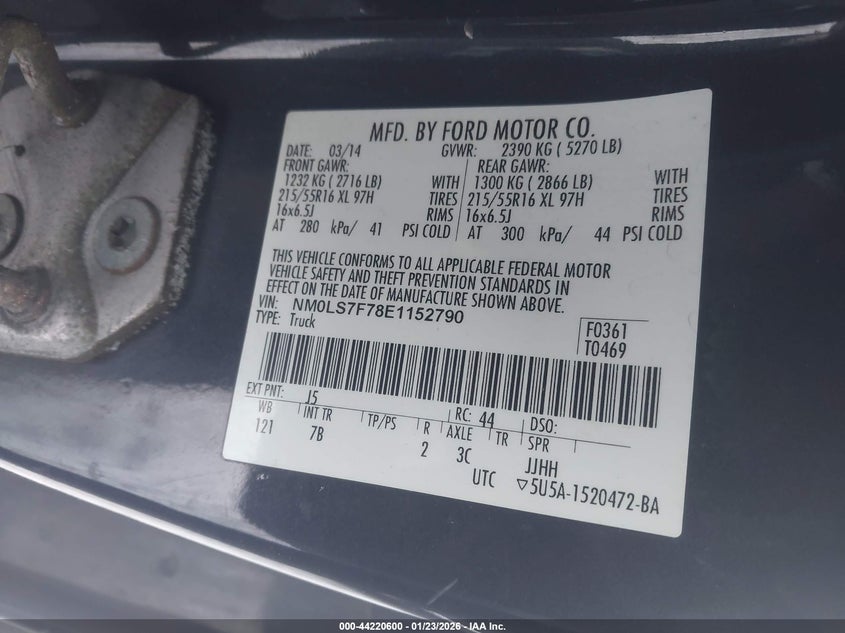 MFD. BY FORD MOTOR CO.
DATE: 03/14 GVWR: 2390 KG ( 5270 LB)
FRONT GAWR: REAR GAWR:
1232 KG ( 2716 LB) WITH 1300 KG ( 2866 LB) WITH
215/55R16 XL 97H TIRES 215/55R16 XL 97H TIRES
16x6.5J RIMS 16x6.5J RIMS
AT 280 kPa/ 41 PSI COLD AT 300 kPa/ 44 PSI COLD
THIS VEHICLE CONFORMS TO ALL APPLICABLE FEDERAL MOTOR
VEHICLE SAFETY AND THEFT PREVENTION STANDARDS IN
EFFECT ON THE DATE OF MANUFACTURE SHOWN ABOVE.
VIN: NM0LS7F78E1152790
TYPE: Truck
F0361
T0469
EXT PNT: J5 RC: 44 DSO:
WB INT TR TP/PS R AXLE TR SPR
121 7B 2 3C JJHH
UTC ▽5U5A-1520472-BA
000-44220600 — 01/23/2026 — IAA Inc.